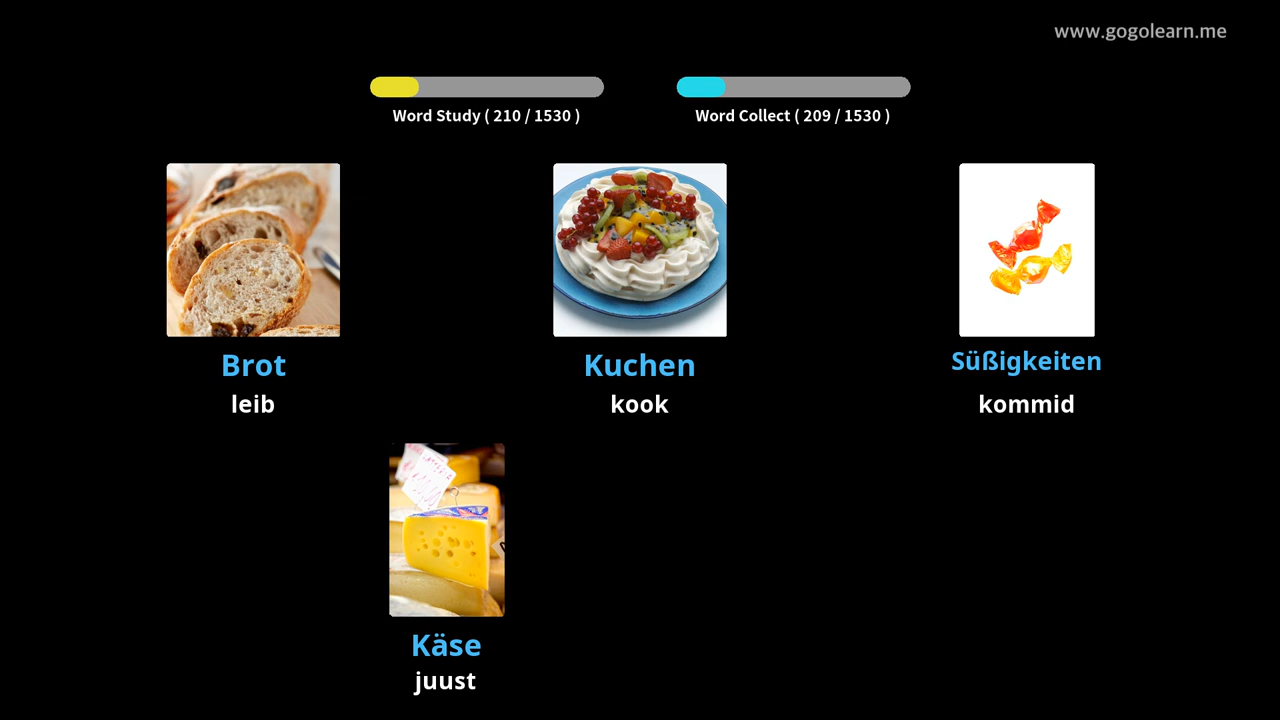 www.gogolearn.me
Word Study ( 210 / 1530 )
Word Collect ( 209 / 1530 )
Brot
Kuchen
Süßigkeiten
leib
kook
kommid
Käse
juust